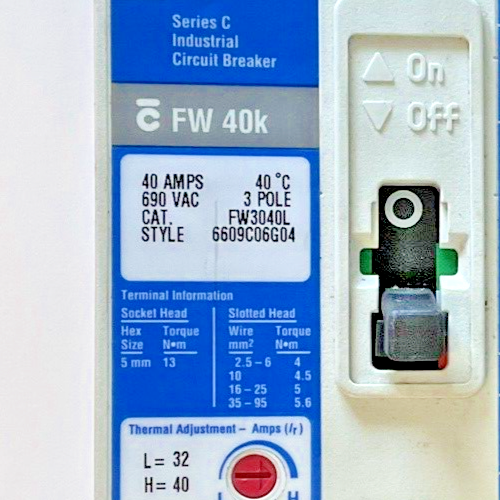 Series C
Industrial
Circuit Breaker
C FW 40k
On
Off
40 AMPS 40 °C
690 VAC 3 POLE
CAT. FW3040L
STYLE 6609C06G04
Terminal Information
Socket Head Slotted Head
Hex Torque Wire Torque
Size N•m mm² N•m
5 mm 13 2.5 – 6 4
10 4.5
16 – 25 5
35 – 95 5.6
Thermal Adjustment – Amps (Ir)
L = 32
H = 40
L H